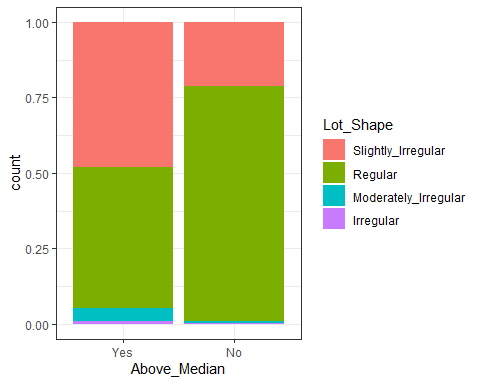 1.00
0.75
0.50
0.25
0.00
count
Yes No
Above_Median
Lot_Shape
Slightly_Irregular
Regular
Moderately_Irregular
Irregular